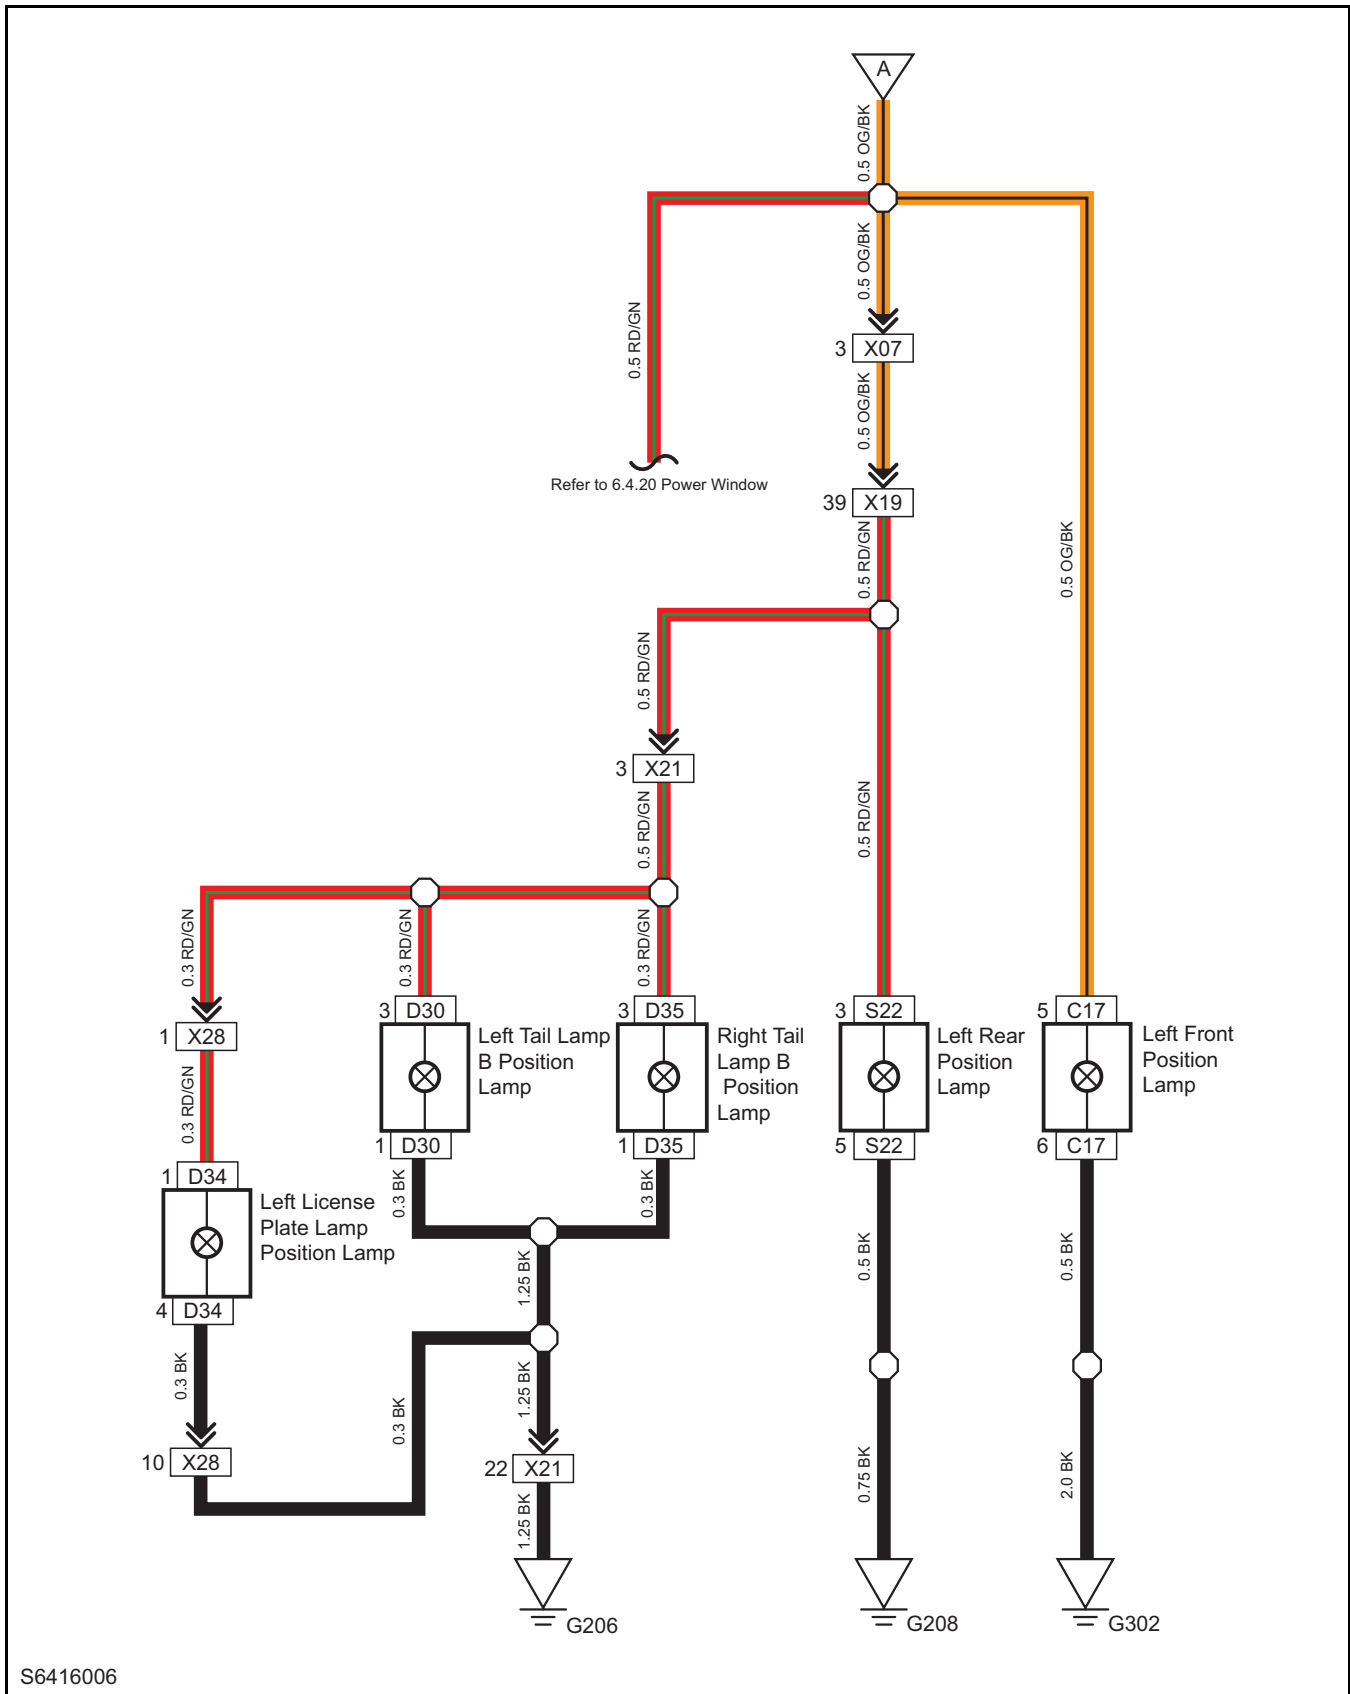 A
0.5 OG/BK
0.5 OG/BK
0.5 RD/GN
3 X07
0.5 OG/BK
Refer to 6.4.20 Power Window
39 X19
0.5 RD/GN
0.5 OG/BK
0.5 RD/GN
3 X21
0.5 RD/GN
0.5 RD/GN
0.3 RD/GN
0.3 RD/GN
0.3 RD/GN
3 D30
3 D35
3 S22
5 C17
1 X28
Left Tail Lamp
B Position
Lamp
Right Tail
Lamp B
Position
Lamp
Left Rear
Position
Lamp
Left Front
Position
Lamp
0.3 RD/GN
1 D30
1 D35
5 S22
6 C17
1 D34
0.3 BK
0.3 BK
Left License
Plate Lamp
Position Lamp
1.25 BK
0.5 BK
0.5 BK
4 D34
0.3 BK
0.3 BK
1.25 BK
10 X28
22 X21
0.75 BK
2.0 BK
1.25 BK
G206
G208
G302
S6416006